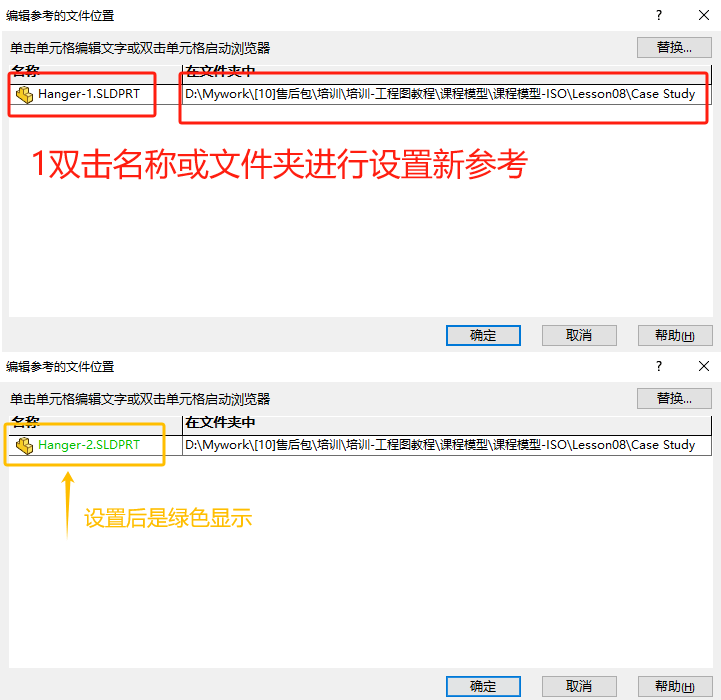 编辑参考的文件位置
单击单元格编辑文字或双击单元格启动浏览器
替换...
名称 在文件夹中
Hanger-1.SLDPRT D:\Mywork\[10]售后包\培训\培训-工程图教程\课程模型\课程模型-ISO\Lesson08\Case Study
1双击名称或文件夹进行设置新参考
确定 取消 帮助(H)
编辑参考的文件位置
单击单元格编辑文字或双击单元格启动浏览器
替换...
名称 在文件夹中
Hanger-2.SLDPRT D:\Mywork\[10]售后包\培训\培训-工程图教程\课程模型\课程模型-ISO\Lesson08\Case Study
设置后是绿色显示
确定 取消 帮助(H)